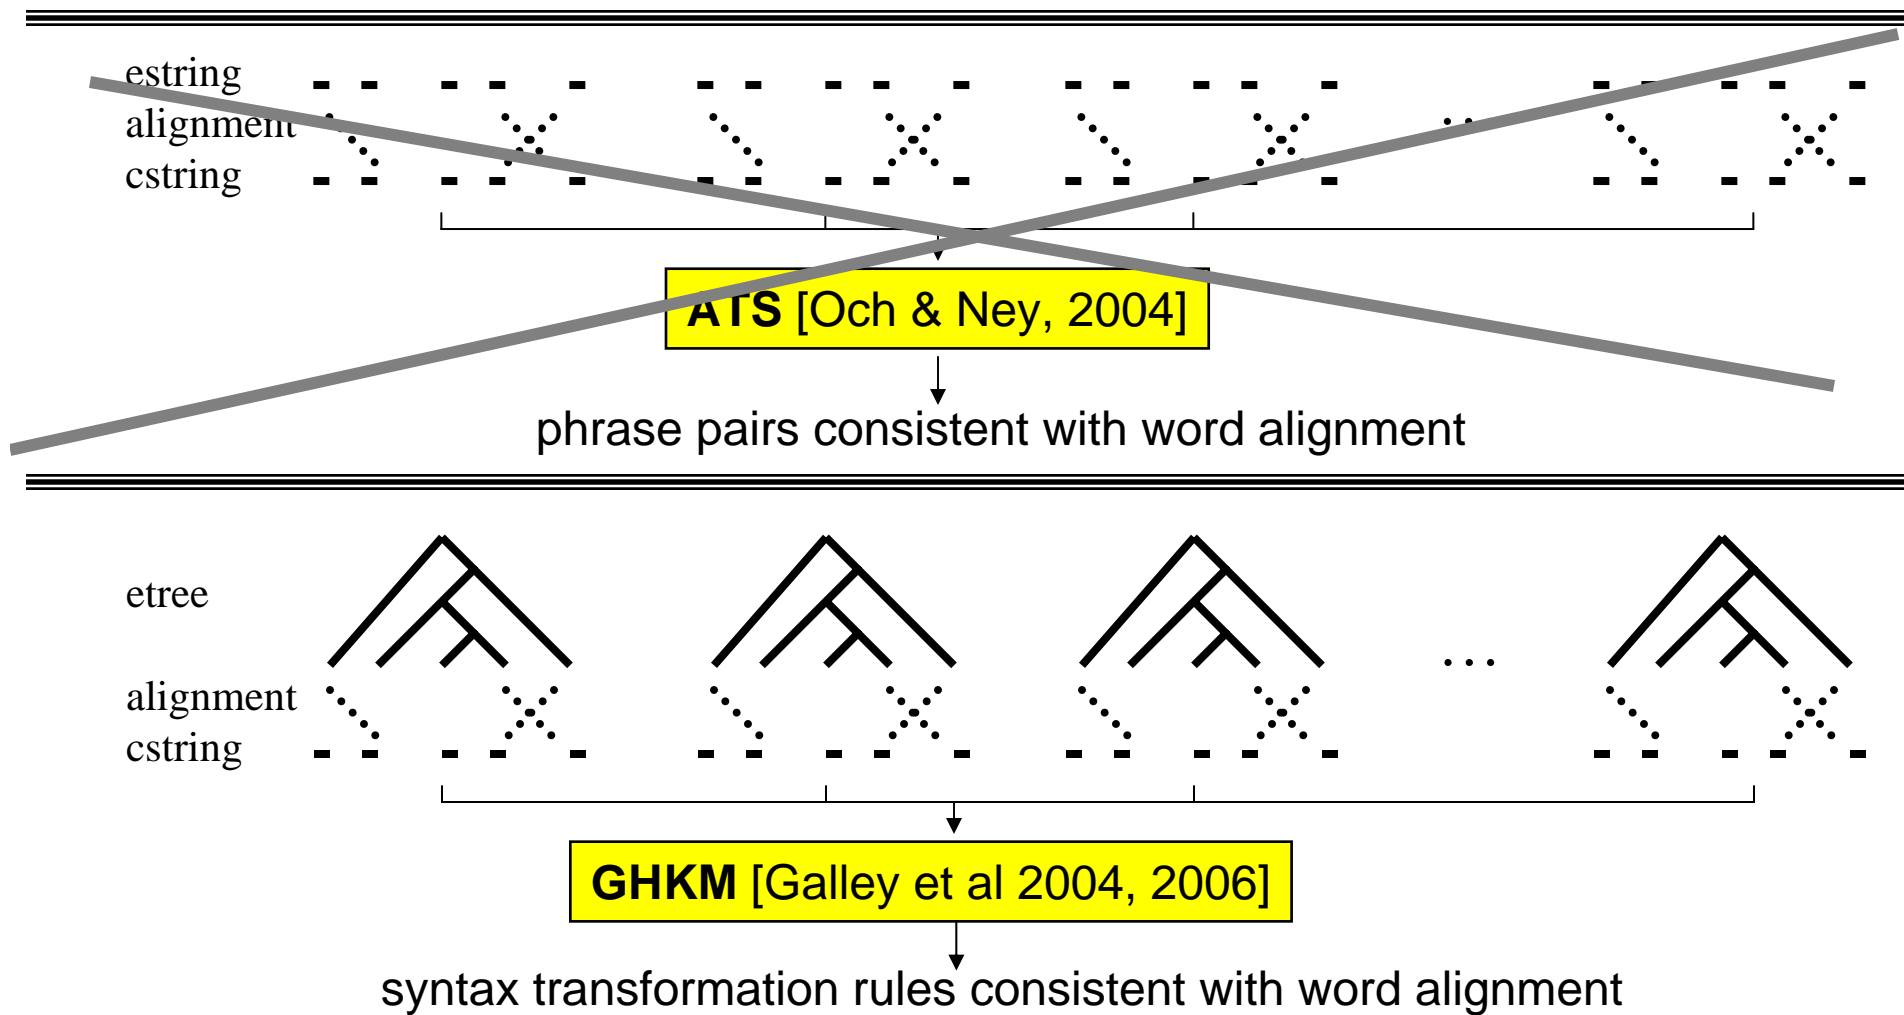 estring
alignment
...
cstring
ATS [Och & Ney, 2004]
phrase pairs consistent with word alignment
etree
...
alignment
cstring
GHKM [Galley et al 2004, 2006]
syntax transformation rules consistent with word alignment